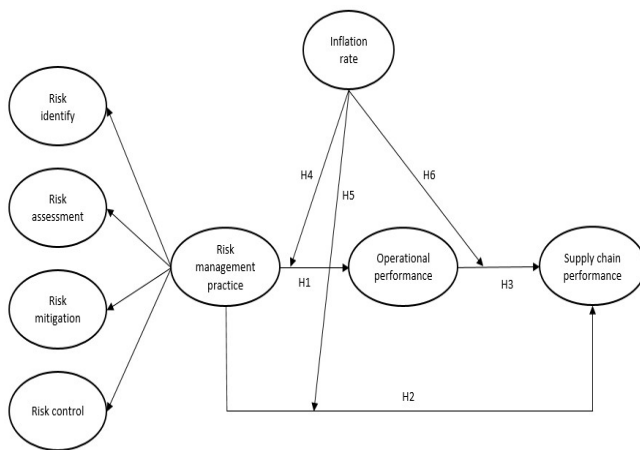 Inflation
rate
Risk
identify
H4
H5
H6
Risk
assessment
Risk
management
practice
Operational
performance
Supply chain
performance
H1
H3
Risk
mitigation
H2
Risk control